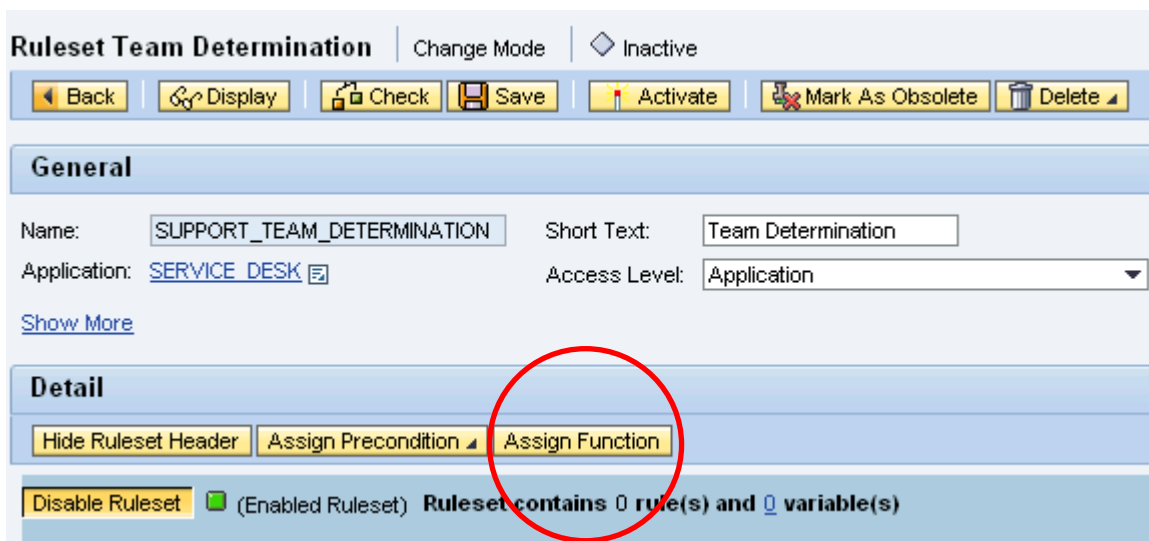 Ruleset Team Determination Change Mode Inactive
Back Display Check Save Activate Mark As Obsolete Delete
General
Name: SUPPORT_TEAM_DETERMINATION Short Text: Team Determination
Application: SERVICE_DESK Access Level: Application
Show More
Detail
Hide Ruleset Header Assign Precondition Assign Function
Disable Ruleset (Enabled Ruleset) Ruleset contains 0 rule(s) and 0 variable(s)